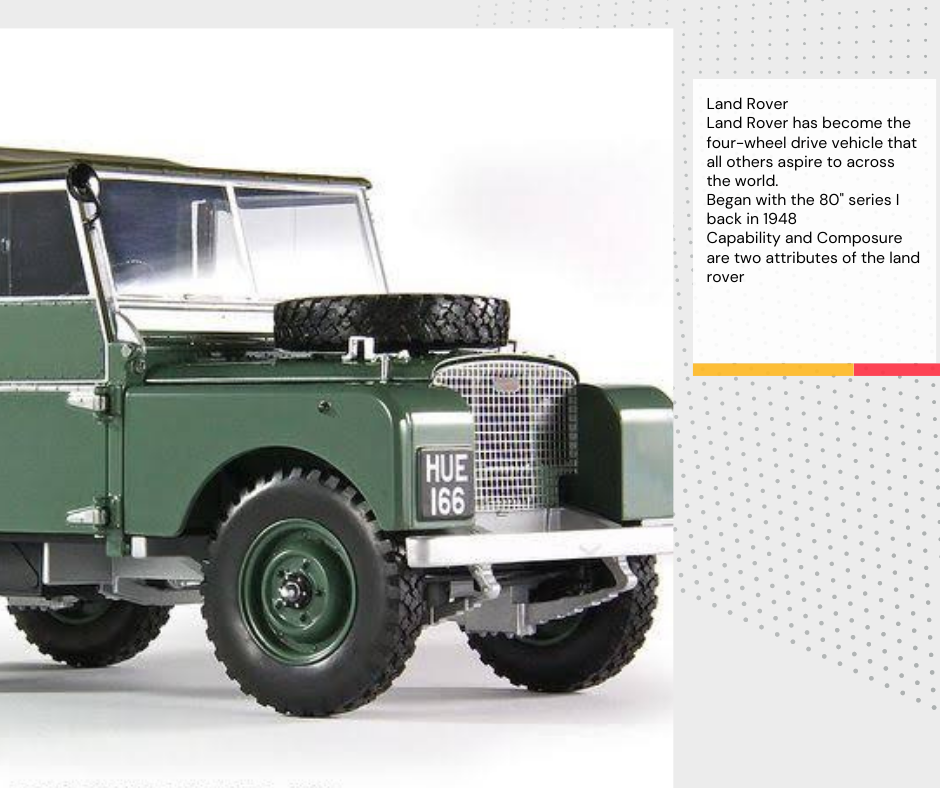 Land Rover
Land Rover has become the
four-wheel drive vehicle that
all others aspire to across
the world.
Began with the 80" series I
back in 1948
Capability and Composure
are two attributes of the land
rover
HUE
166